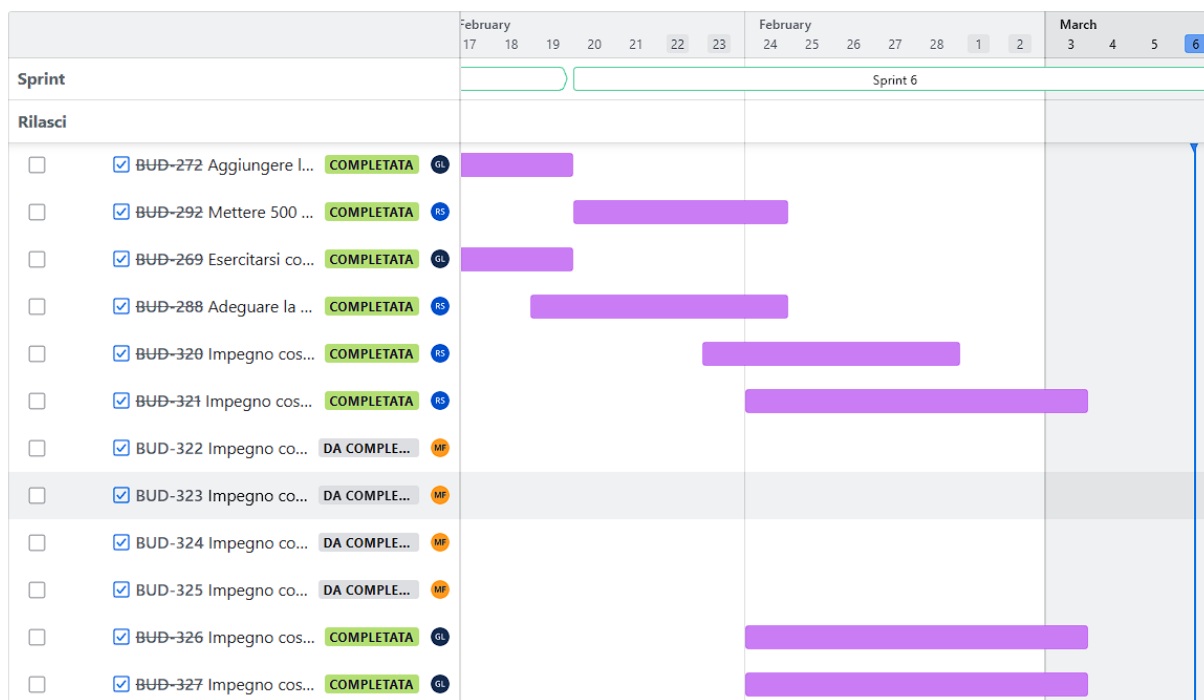 February February March
17 18 19 20 21 22 23 24 25 26 27 28 1 2 3 4 5 6
Sprint Sprint 6
Rilasci
BUD-272 Aggiungere l... COMPLETATA GL
BUD-292 Mettere 500 ... COMPLETATA RS
BUD-269 Esercitarsi co... COMPLETATA GL
BUD-288 Adeguare la ... COMPLETATA RS
BUD-320 Impegno cos... COMPLETATA RS
BUD-321 Impegno cos... COMPLETATA RS
BUD-322 Impegno co... DA COMPLE... MF
BUD-323 Impegno co... DA COMPLE... MF
BUD-324 Impegno co... DA COMPLE... MF
BUD-325 Impegno co... DA COMPLE... MF
BUD-326 Impegno cos... COMPLETATA GL
BUD-327 Impegno cos... COMPLETATA GL